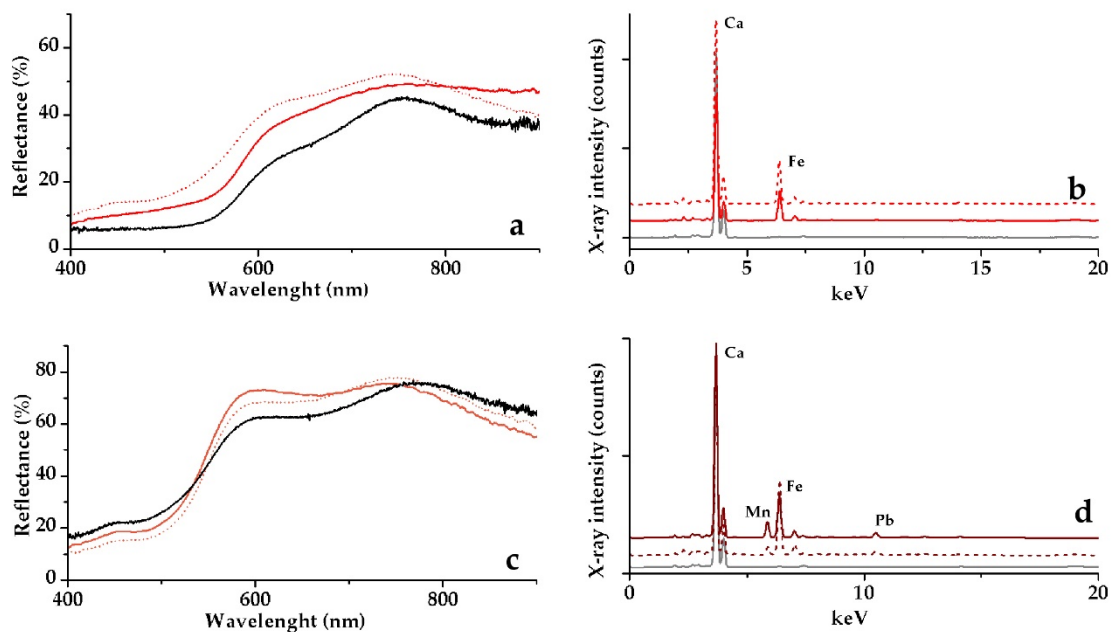 60
40
20
0
Reflectance (%)
400
600
800
Wavelenght (nm)
a
X-ray intensity (counts)
Ca
Fe
b
0
5
10
15
20
keV
80
60
40
20
0
Reflectance (%)
400
600
800
Wavelenght (nm)
c
X-ray intensity (counts)
Ca
Mn
Fe
Pb
d
0
5
10
15
20
keV